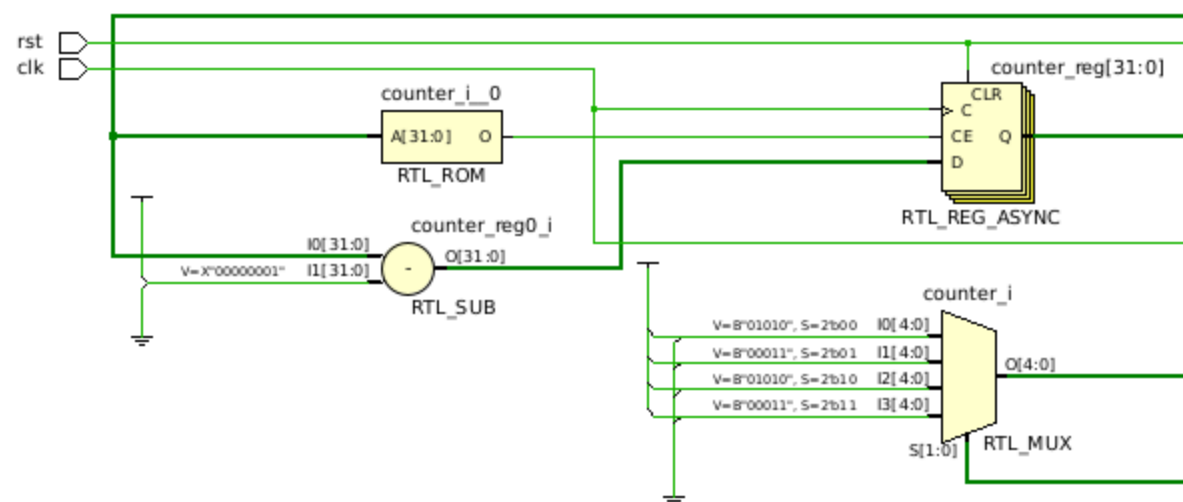 rst
clk
counter_i__0
A[31:0] O
RTL_ROM
counter_reg[31:0]
CLR
C
CE Q
D
RTL_REG_ASYNC
counter_reg0_i
I0[31:0]
O[31:0]
V=X"00000001" I1[31:0]
-
RTL_SUB
counter_i
V=B"01010", S=2'b00 I0[4:0]
V=B"00011", S=2'b01 I1[4:0]
V=B"01010", S=2'b10 I2[4:0]
V=B"00011", S=2'b11 I3[4:0]
O[4:0]
S[1:0]
RTL_MUX